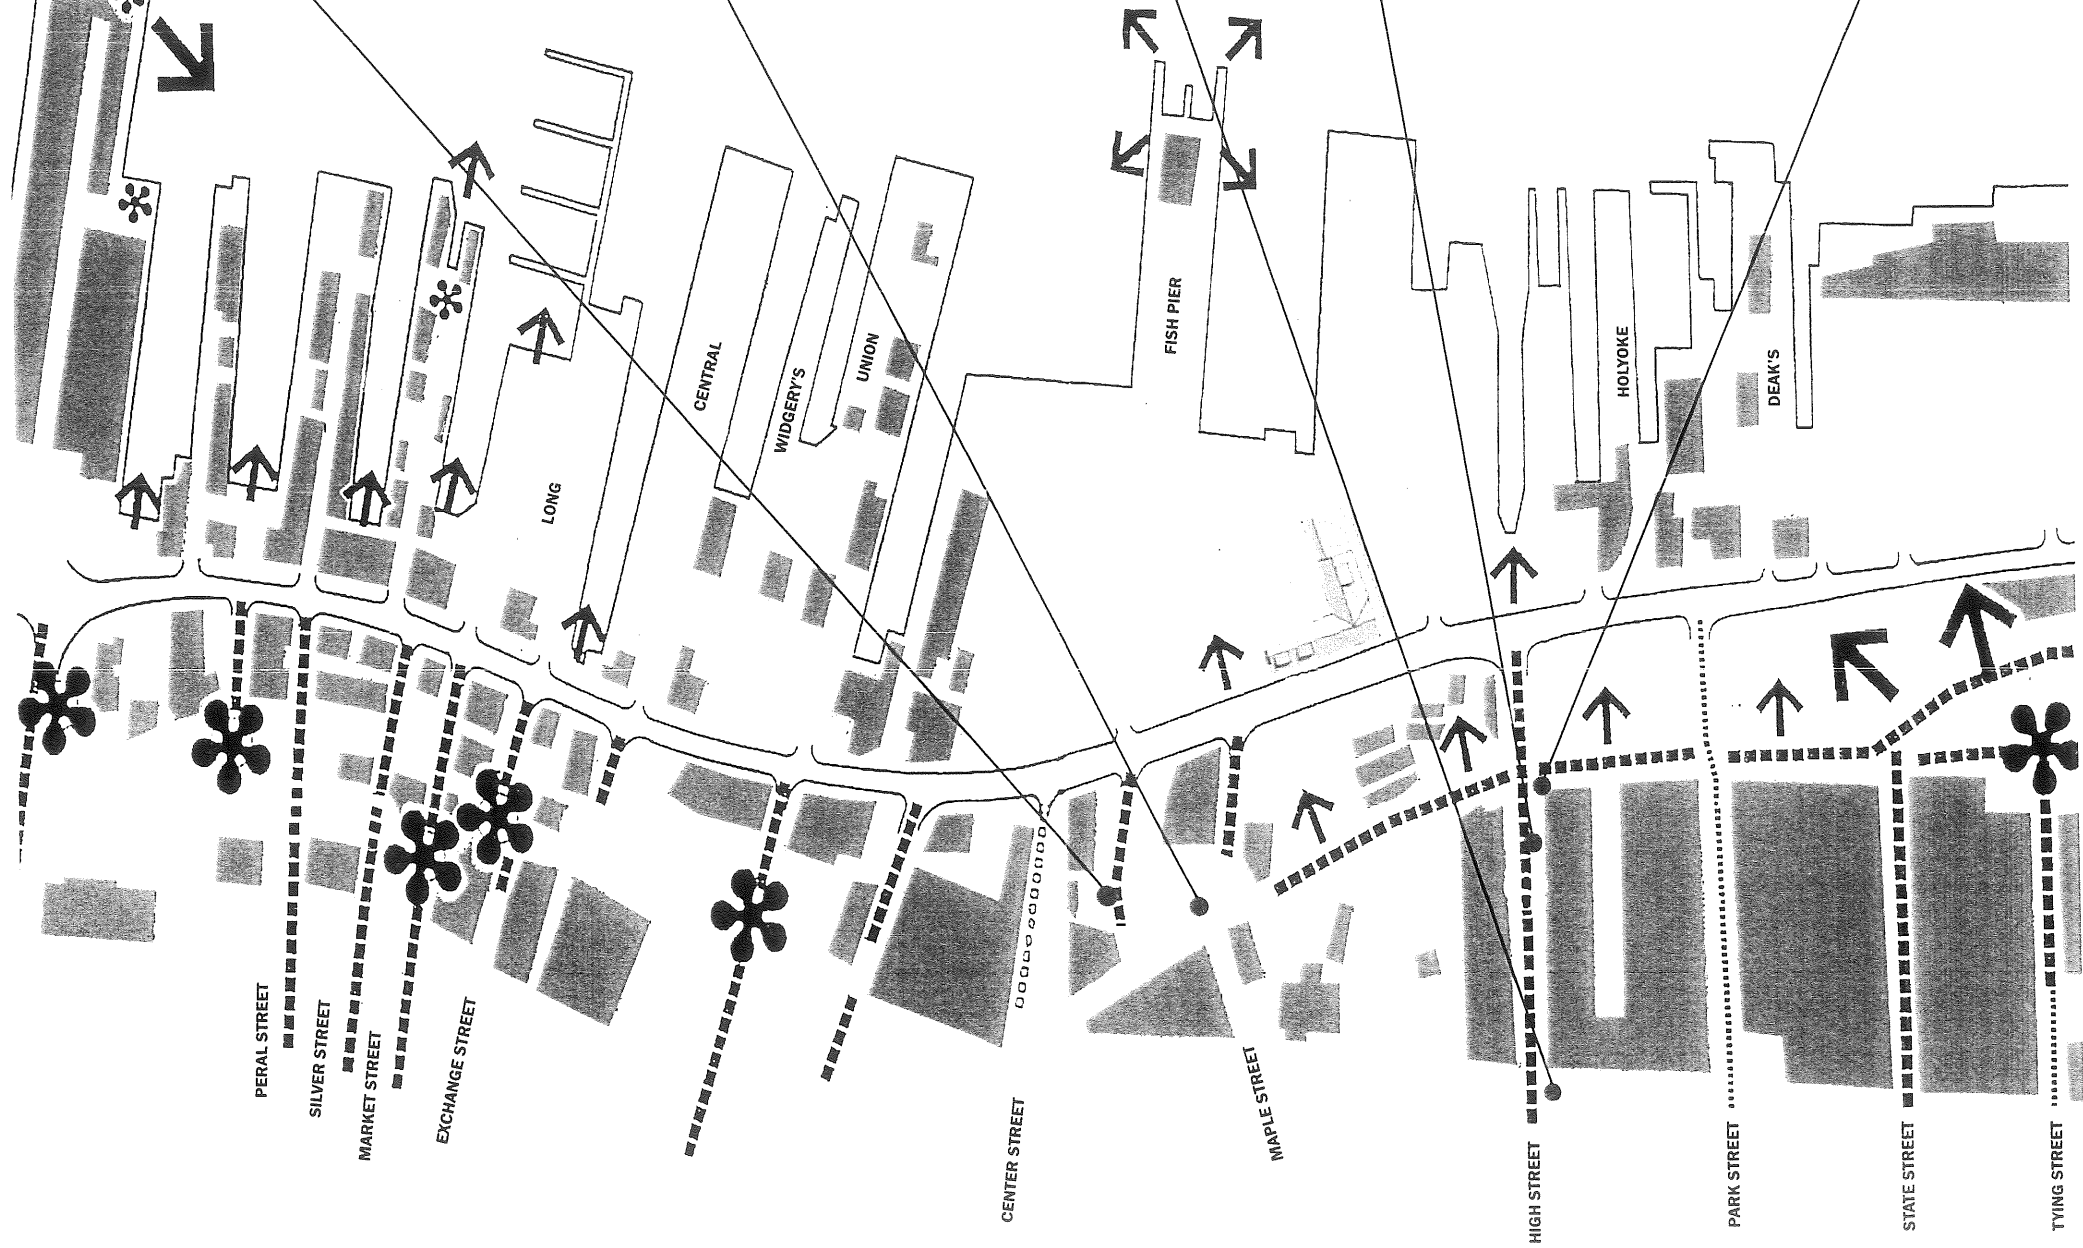 CENTRAL
WIDGERY'S
UNION
LONG
FISH PIER
HOLYOKE
DEAK'S
PERAL STREET
SILVER STREET
MARKET STREET
EXCHANGE STREET
CENTER STREET
MAPLE STREET
HIGH STREET
PARK STREET
STATE STREET
TYING STREET